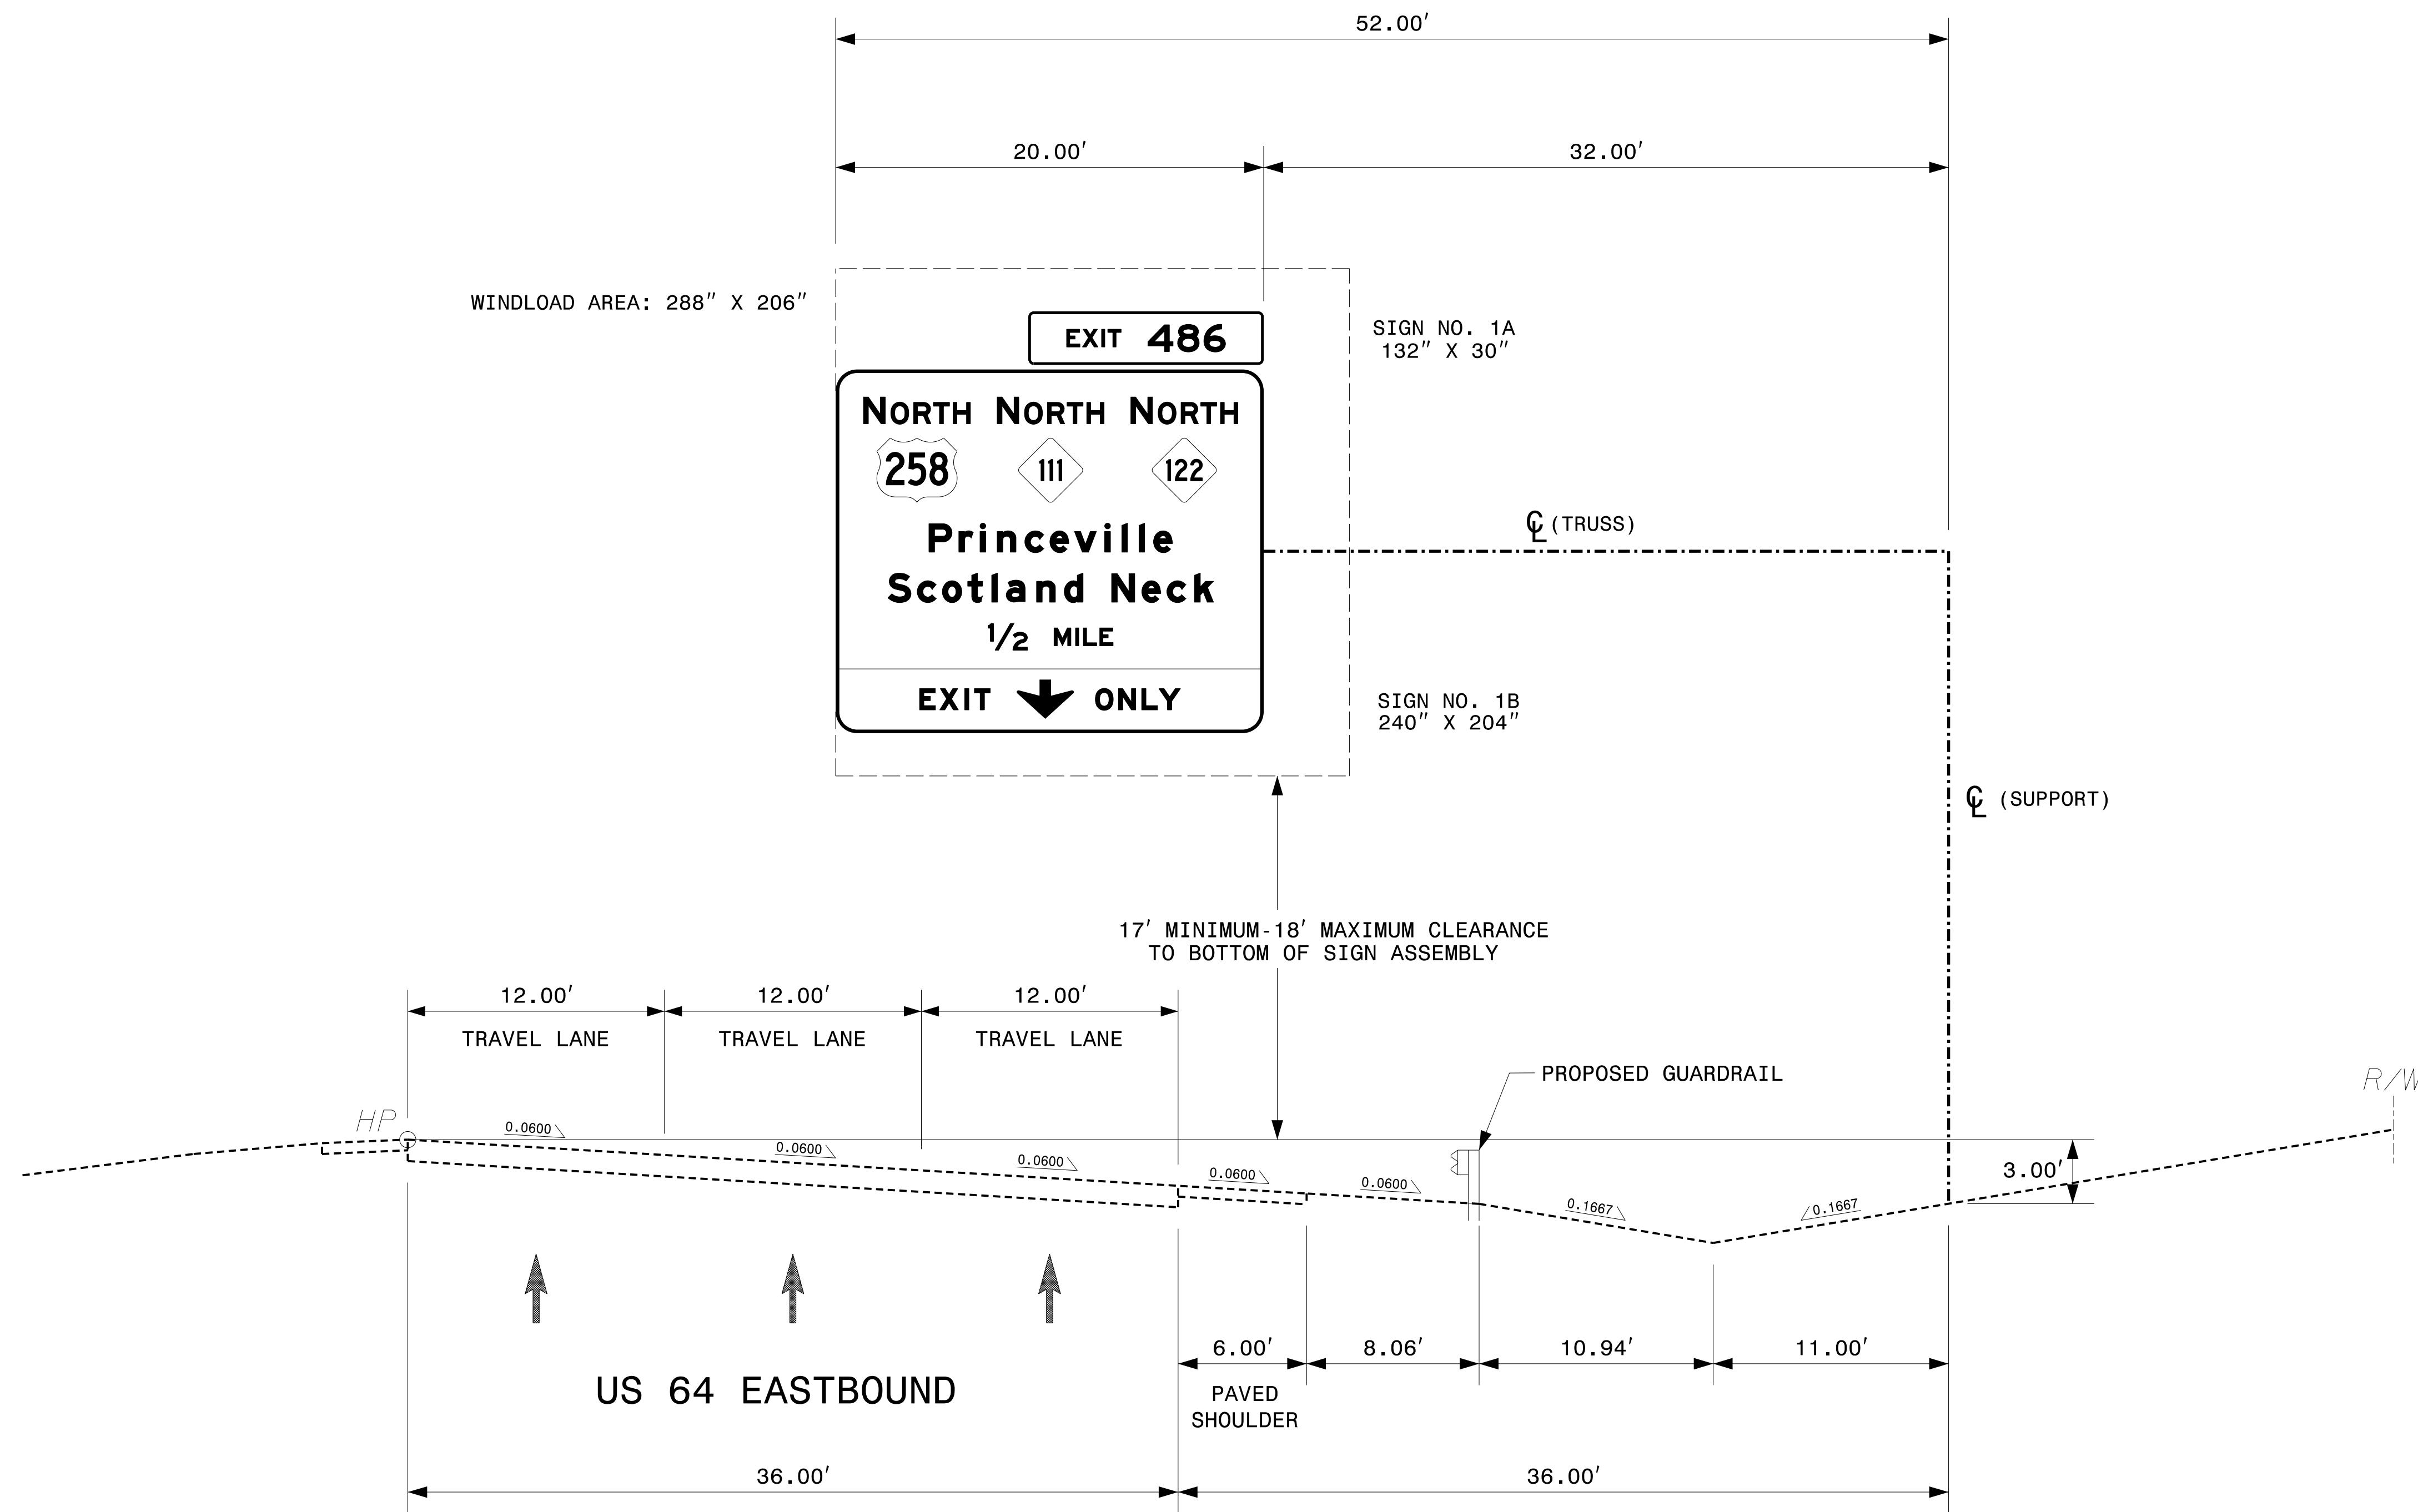 52.00'
20.00'
32.00'
WINDLOAD AREA: 288" X 206"
EXIT 486
SIGN NO. 1A
132" X 30"
NORTH NORTH NORTH
258 111 122
Princeville
Scotland Neck
1/2 MILE
EXIT ONLY
℄ (TRUSS)
SIGN NO. 1B
240" X 204"
℄ (SUPPORT)
17' MINIMUM-18' MAXIMUM CLEARANCE
TO BOTTOM OF SIGN ASSEMBLY
12.00' 12.00' 12.00'
TRAVEL LANE TRAVEL LANE TRAVEL LANE
PROPOSED GUARDRAIL
R/W
HP
0.0600
0.0600
0.0600
0.0600
0.0600
0.1667
0.1667
3.00'
6.00' 8.06' 10.94' 11.00'
US 64 EASTBOUND
PAVED
SHOULDER
36.00' 36.00'